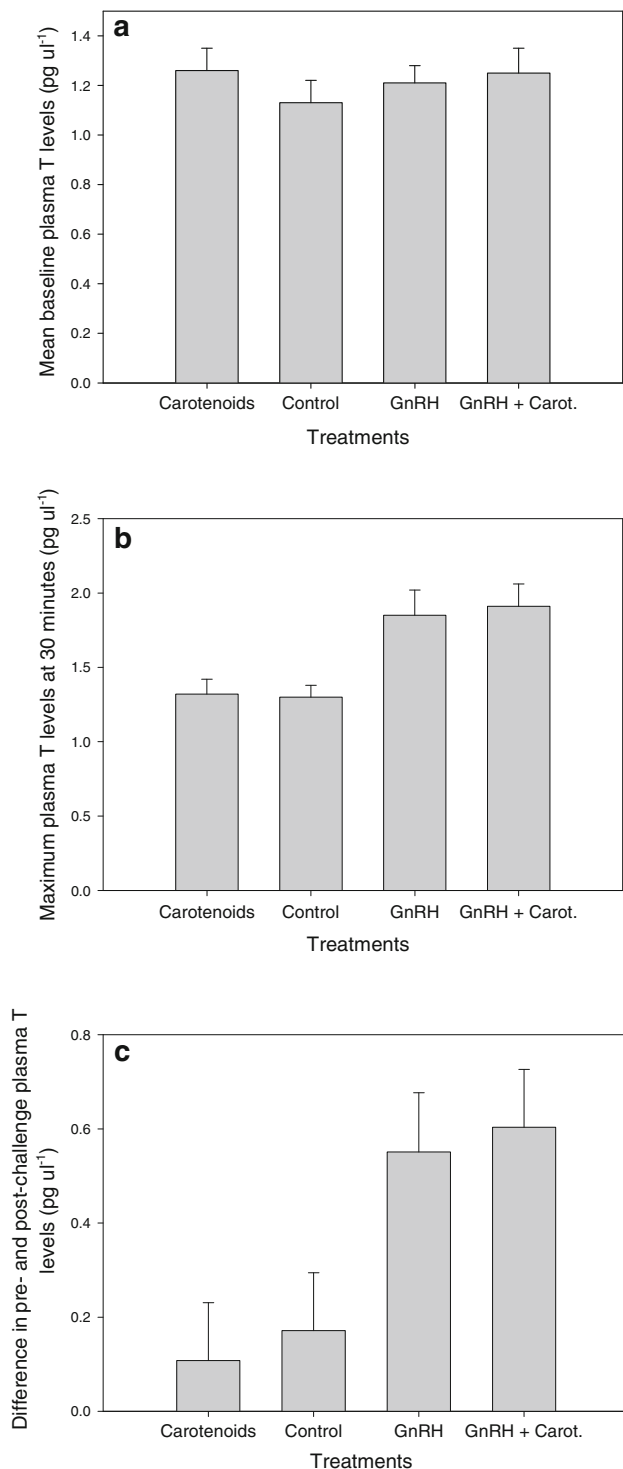 a
Mean baseline plasma T levels (pg ul⁻¹)
1.4
1.2
1.0
0.8
0.6
0.4
0.2
0.0
Carotenoids Control GnRH GnRH + Carot.
Treatments
b
Maximum plasma T levels at 30 minutes (pg ul⁻¹)
2.5
2.0
1.5
1.0
0.5
0.0
Carotenoids Control GnRH GnRH + Carot.
Treatments
c
Difference in pre- and post-challenge plasma T
levels (pg ul⁻¹)
0.8
0.6
0.4
0.2
0.0
Carotenoids Control GnRH GnRH + Carot.
Treatments